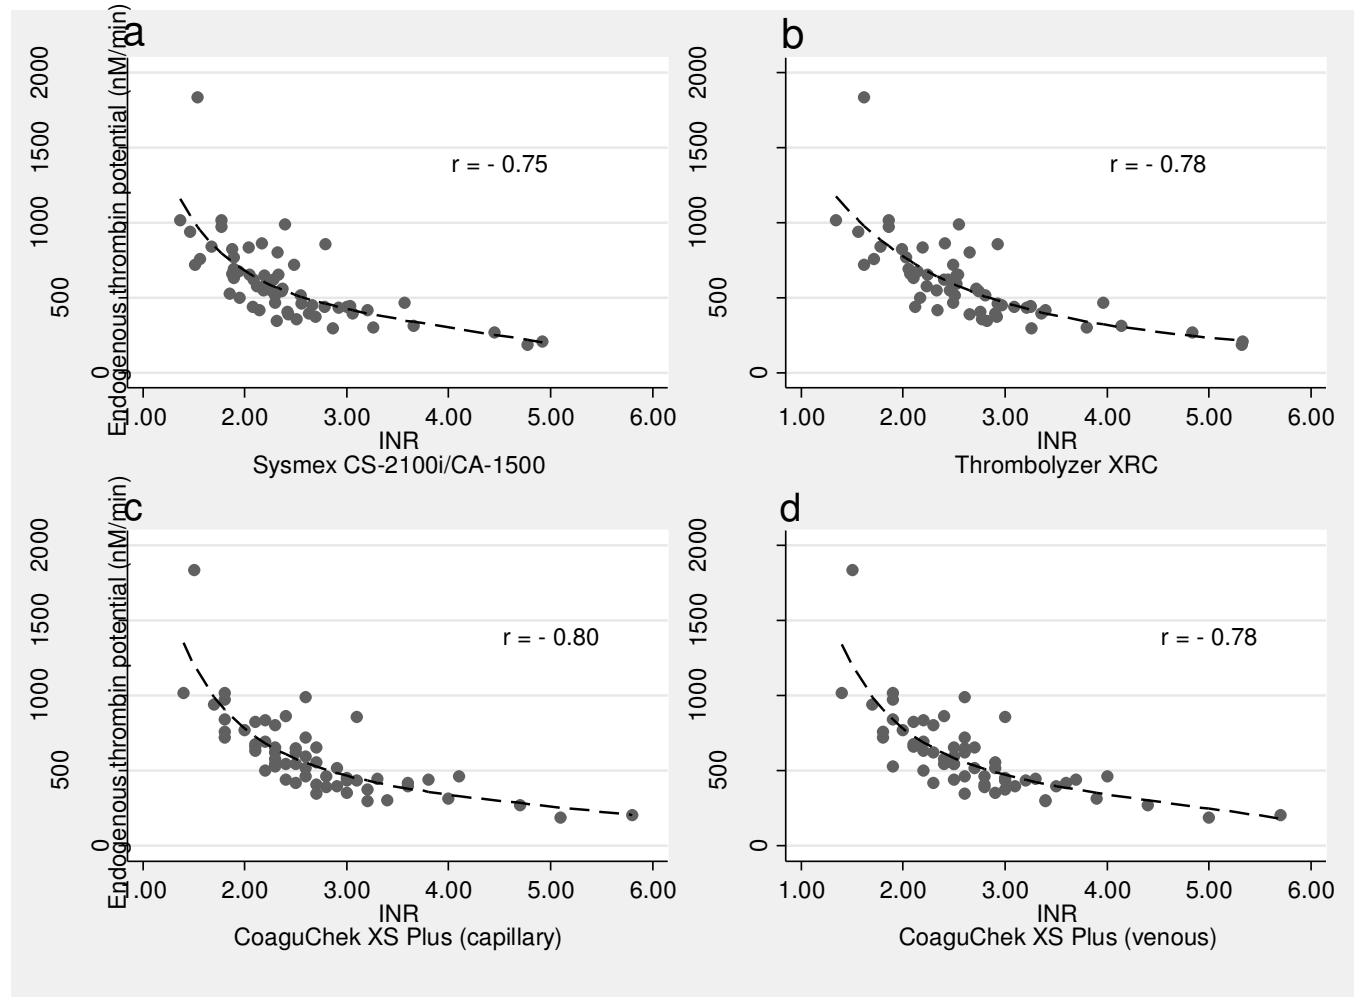 a
Endogenous thrombin potential (nM/min)
2000
1500
1000
500
0
r = - 0.75
1.00 2.00 3.00 4.00 5.00 6.00
INR
Sysmex CS-2100i/CA-1500
b
2000
1500
1000
500
0
r = - 0.78
1.00 2.00 3.00 4.00 5.00 6.00
INR
Thrombolyzer XRC
c
Endogenous thrombin potential (nM/min)
2000
1500
1000
500
0
r = - 0.80
1.00 2.00 3.00 4.00 5.00 6.00
INR
CoaguChek XS Plus (capillary)
d
2000
1500
1000
500
0
r = - 0.78
1.00 2.00 3.00 4.00 5.00 6.00
INR
CoaguChek XS Plus (venous)